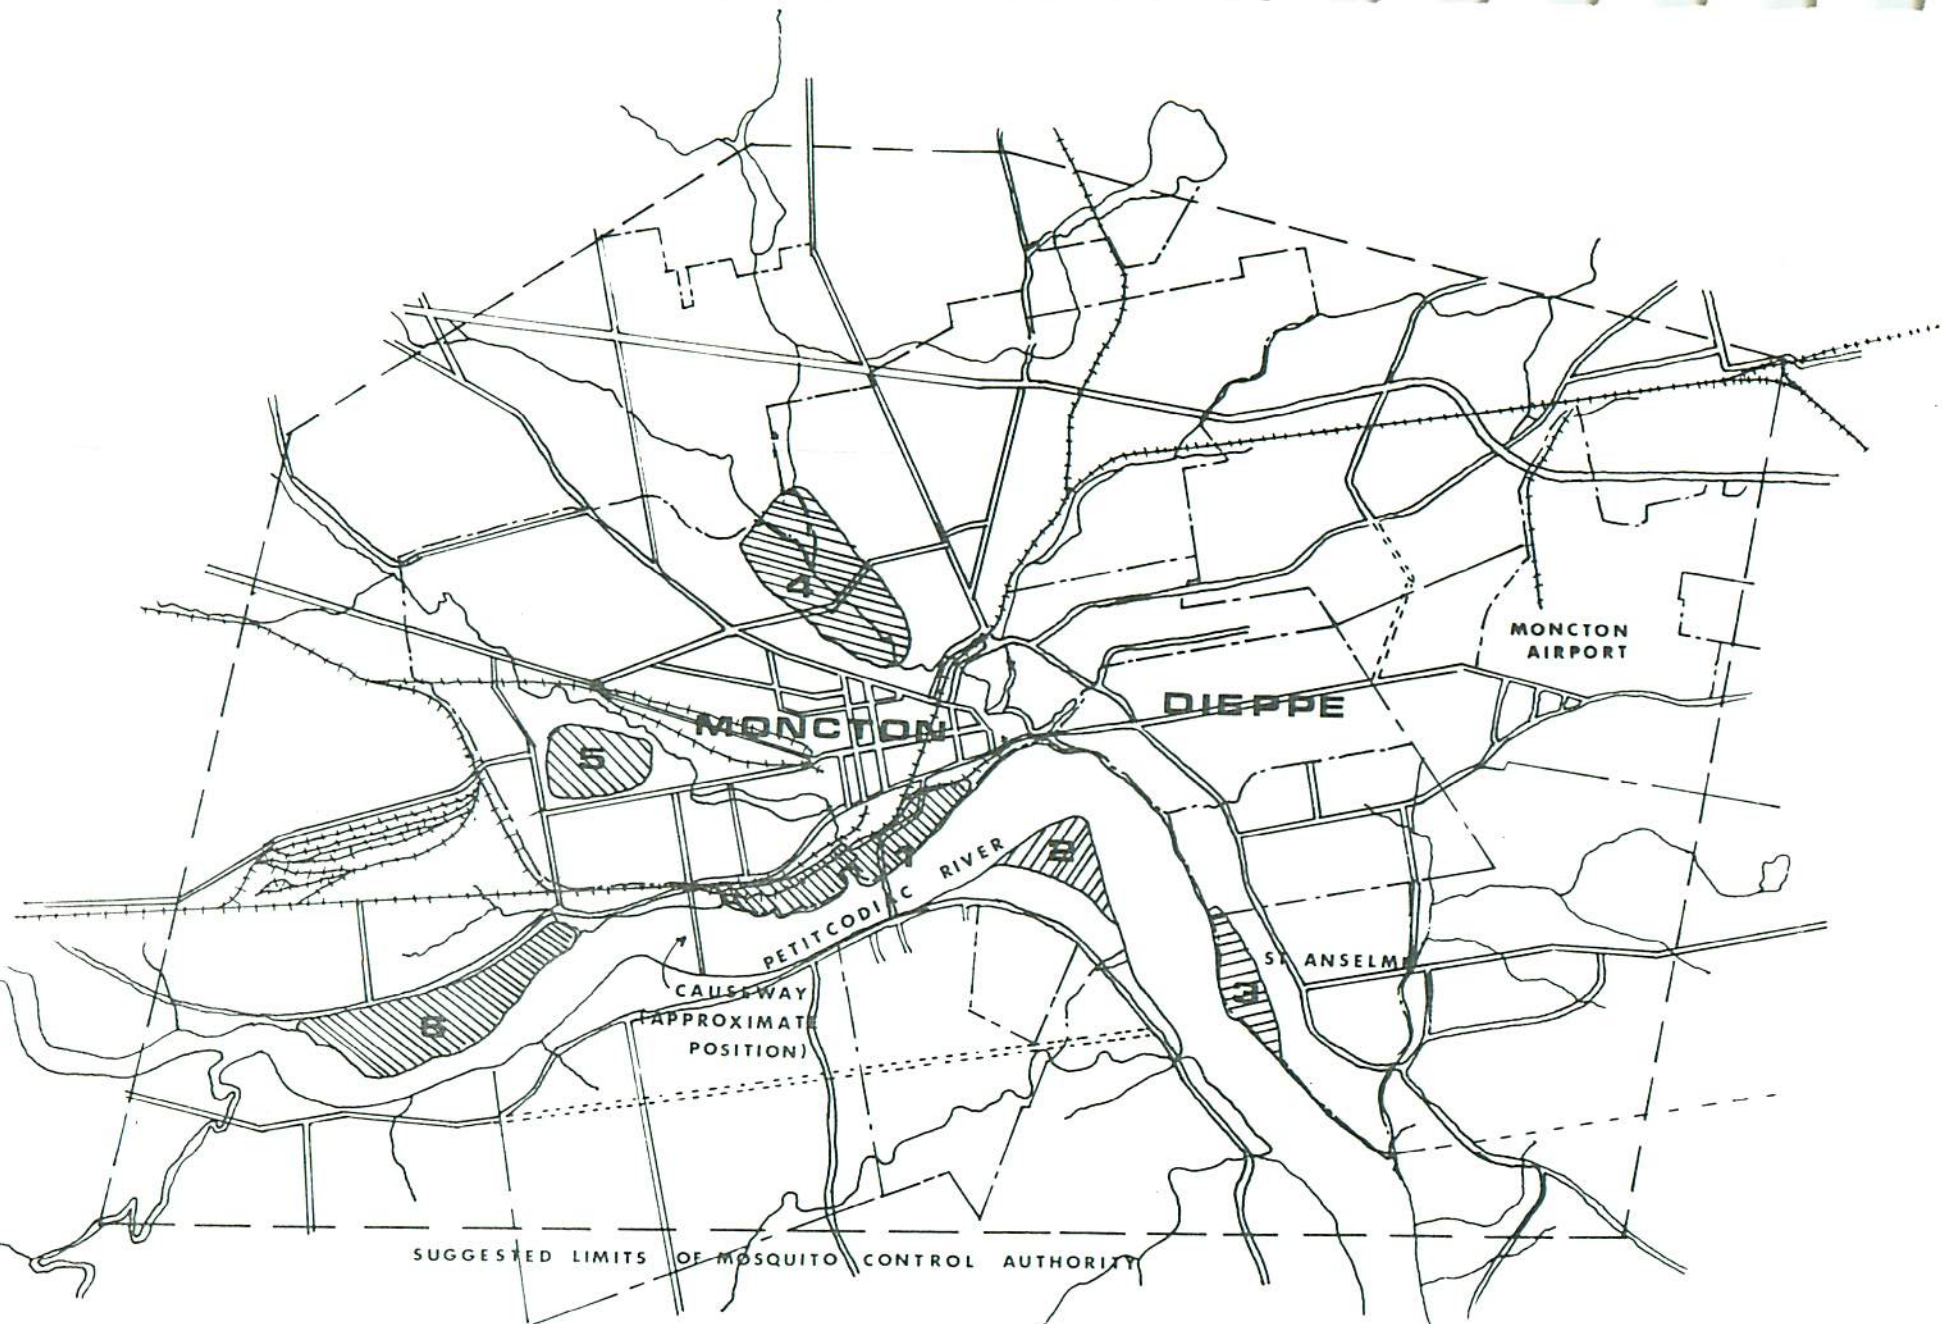 4
MONCTON
AIRPORT
DIEPPE
MONCTON
5
1
2
PETITCODIAC RIVER
ST ANSELME
3
CAUSEWAY
(APPROXIMATE
POSITION)
6
SUGGESTED LIMITS OF MOSQUITO CONTROL AUTHORITY